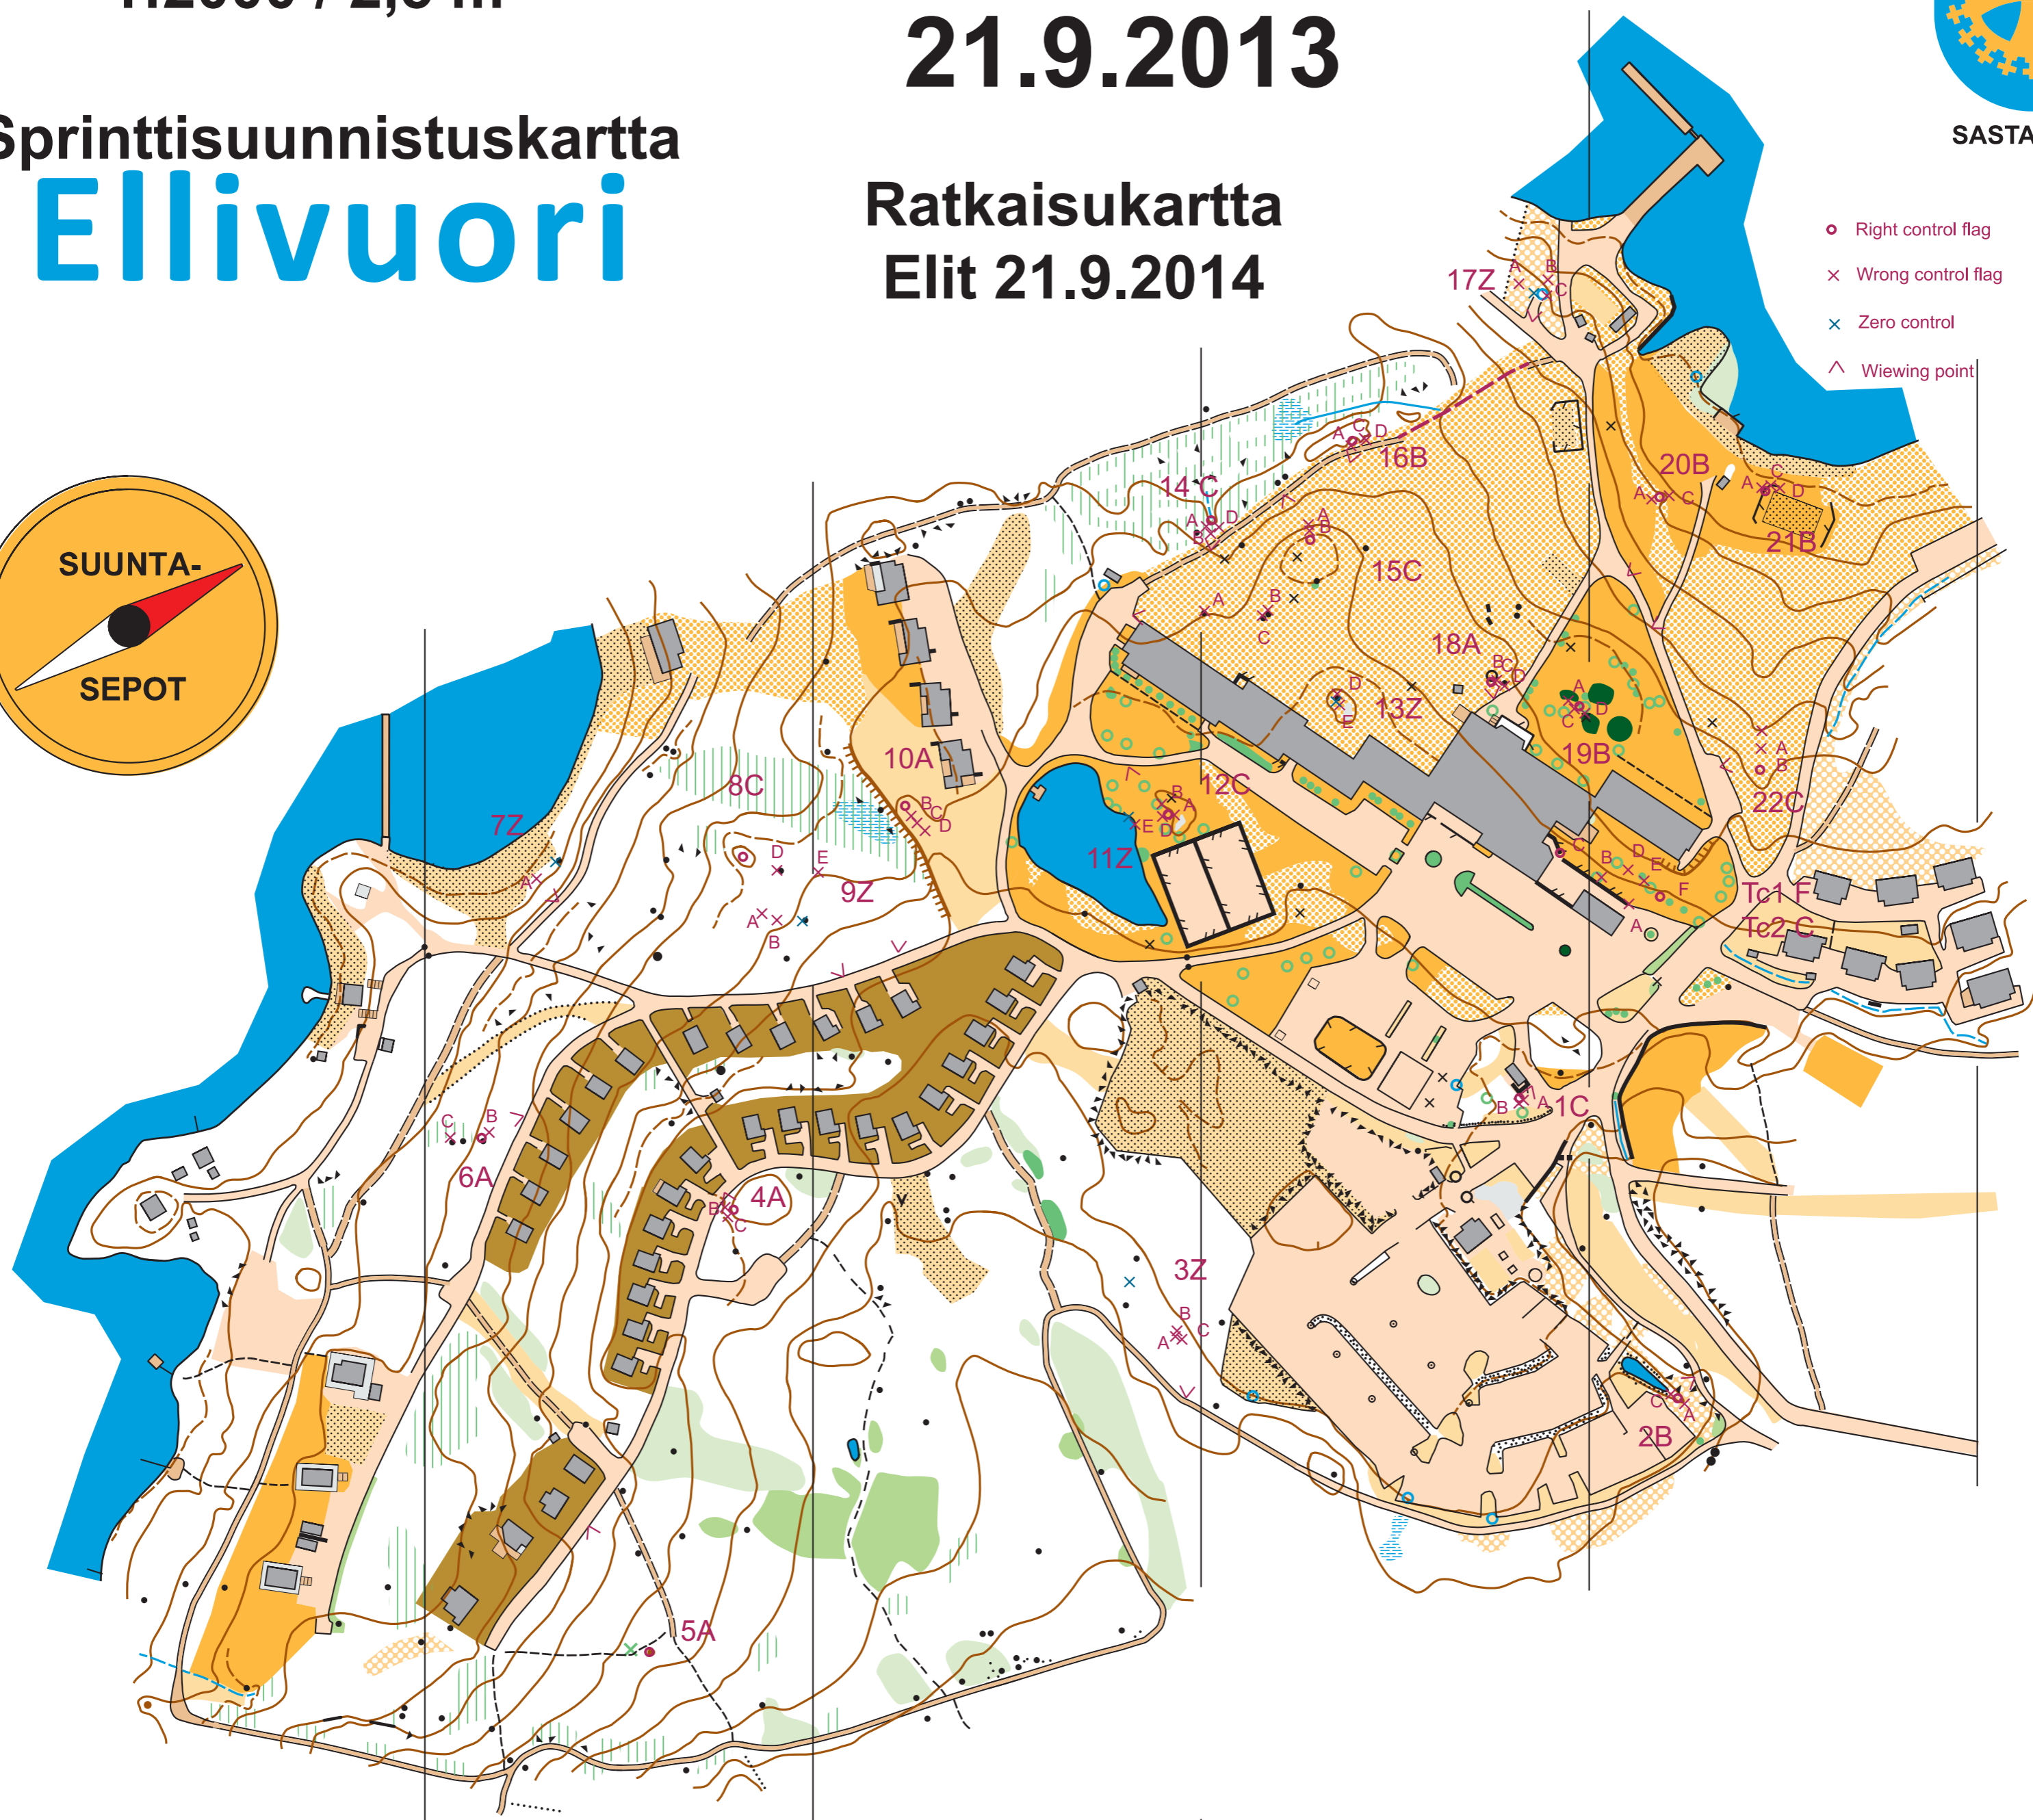 21.9.2013
Sprinttisuunnistuskartta
Ellivuori
Ratkaisukartta
Elit 21.9.2014
Right control flag
Wrong control flag
Zero control
Wiewing point
SUUNTA-
SEPOT
17Z
A
B
C
16B
A
C
D
14 C
A
D
B
15C
A
B
A
B
C
20B
A
C
21B
A
C
D
18A
B
C
D
13Z
D
E
19B
A
C
D
22C
A
B
10A
B
C
D
12C
B
A
E
D
11Z
8C
7Z
A
D
E
9Z
A
B
C
B
D
E
F
A
Tc1 F
Tc2 C
1C
B
A
6A
C
B
4A
B
C
3Z
B
C
A
2B
C
A
5A